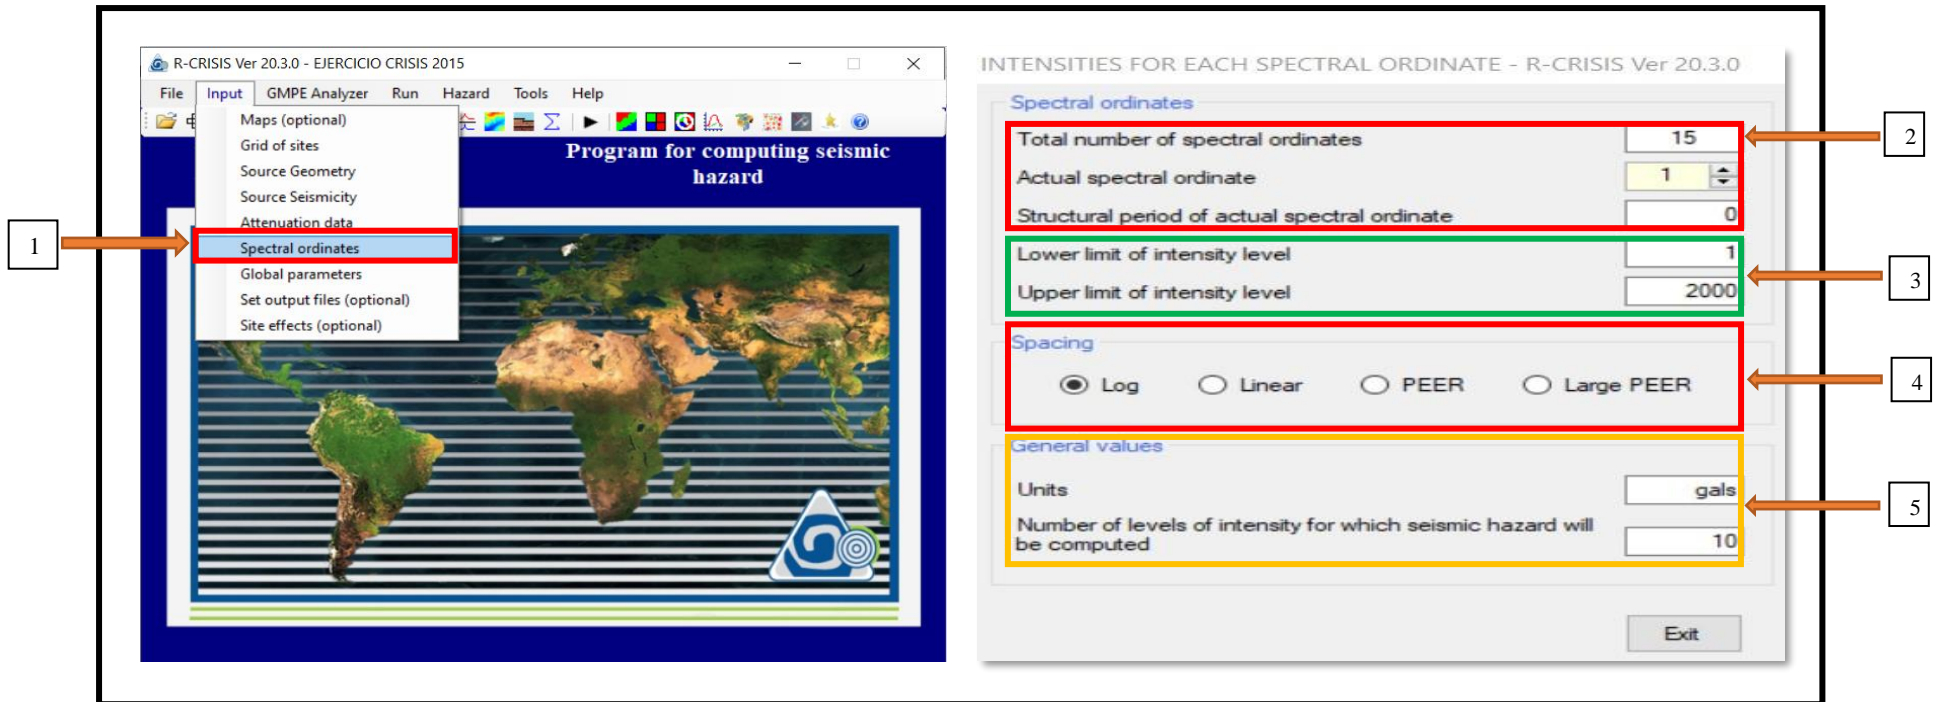 R-CRISIS Ver 20.3.0 - EJERCICIO CRISIS 2015
File Input GMPE Analyzer Run Hazard Tools Help
Maps (optional)
Grid of sites
Source Geometry
Source Seismicity
Attenuation data
Spectral ordinates
Global parameters
Set output files (optional)
Site effects (optional)
Program for computing seismic
hazard
1
INTENSITIES FOR EACH SPECTRAL ORDINATE - R-CRISIS Ver 20.3.0
Spectral ordinates
Total number of spectral ordinates 15
Actual spectral ordinate 1
Structural period of actual spectral ordinate 0
Lower limit of intensity level 1
Upper limit of intensity level 2000
Spacing
Log Linear PEER Large PEER
General values
Units gals
Number of levels of intensity for which seismic hazard will
be computed 10
Exit
2
3
4
5